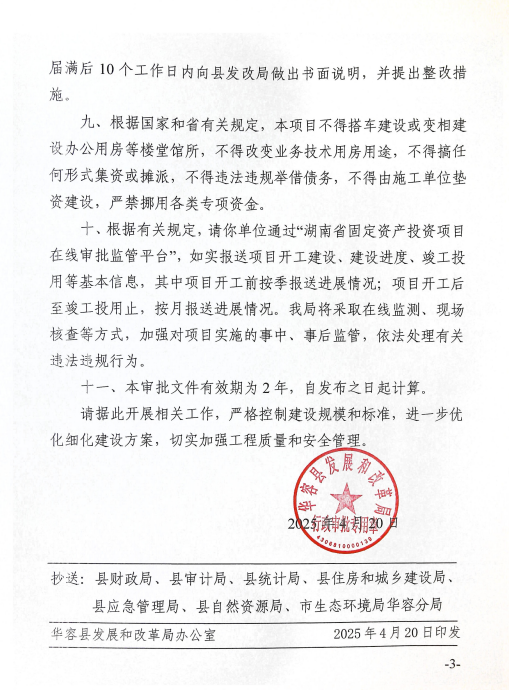 届满后 10 个工作日内向县发改局做出书面说明，并提出整改措
施。
九、根据国家和省有关规定，本项目不得搭车建设或变相建
设办公用房等楼堂馆所，不得改变业务技术用房用途，不得搞任
何形式集资或摊派，不得违法违规举借债务，不得由施工单位垫
资建设，严禁挪用各类专项资金。
十、根据有关规定，请你单位通过“湖南省固定资产投资项目
在线审批监管平台”，如实报送项目开工建设、建设进度、竣工投
用等基本信息，其中项目开工前按季报送进展情况；项目开工后
至竣工投用止，按月报送进展情况。我局将采取在线监测、现场
核查等方式，加强对项目实施的事中、事后监管，依法处理有关
违法违规行为。
十一、本审批文件有效期为 2 年，自发布之日起计算。
请据此开展相关工作，严格控制建设规模和标准，进一步优
化细化建设方案，切实加强工程质量和安全管理。
华容县发展和改革局
行政审批专用章
4306810000139
2025 年 4 月 20 日
抄送：县财政局、县审计局、县统计局、县住房和城乡建设局、
县应急管理局、县自然资源局、市生态环境局华容分局
华容县发展和改革局办公室 2025 年 4 月 20 日印发
-3-